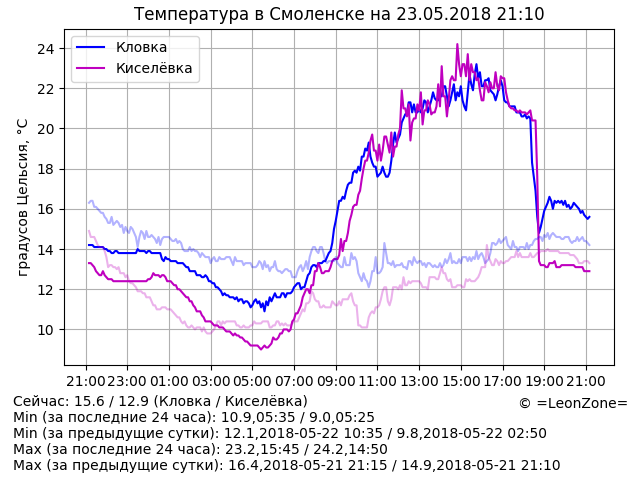 Температура в Смоленске на 23.05.2018 21:10
Кловка
Киселёвка
градусов Цельсия, °C
24
22
20
18
16
14
12
10
21:00 23:00 01:00 03:00 05:00 07:00 09:00 11:00 13:00 15:00 17:00 19:00 21:00
Сейчас: 15.6 / 12.9 (Кловка / Киселёвка)
© =LeonZone=
Min (за последние 24 часа): 10.9,05:35 / 9.0,05:25
Min (за предыдущие сутки): 12.1,2018-05-22 10:35 / 9.8,2018-05-22 02:50
Max (за последние 24 часа): 23.2,15:45 / 24.2,14:50
Max (за предыдущие сутки): 16.4,2018-05-21 21:15 / 14.9,2018-05-21 21:10